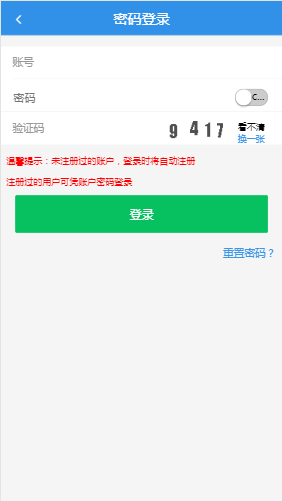 密码登录
账号
密码
C...
验证码
9417
看不清
换一张
温馨提示：未注册过的账户，登录时将自动注册
注册过的用户可凭账户密码登录
登录
重置密码？